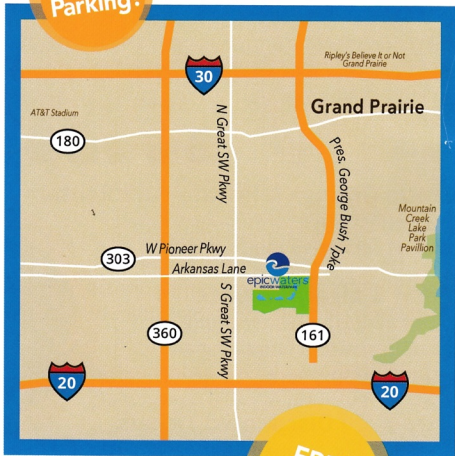 Parking!
Ripley's Believe It or Not
Grand Prairie
30
AT&T Stadium
Grand Prairie
180
N Great SW Pkwy
Pres. George Bush Tpke
Mountain
Creek
Lake
Park
Pavillion
303
W Pioneer Pkwy
Arkansas Lane
epicwaters
S Great SW Pkwy
360
161
20
20